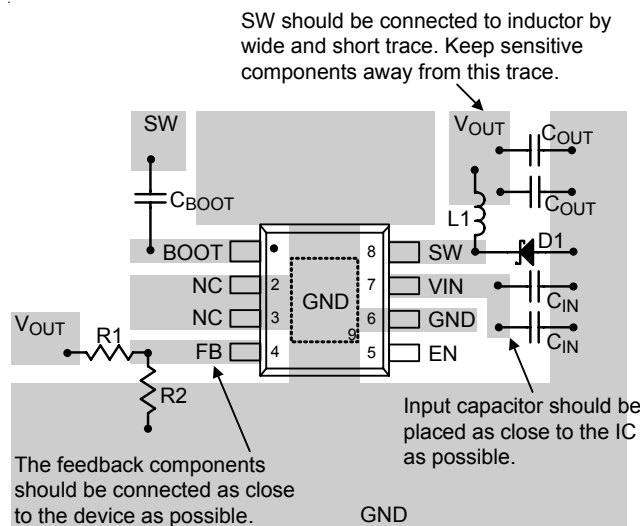 SW should be connected to inductor by
wide and short trace. Keep sensitive
components away from this trace.
SW
VOUT
COUT
CBOOT
COUT
L1
BOOT
8
SW
D1
NC
2
7
VIN
CIN
GND
NC
3
6
GND
9
CIN
VOUT
R1
FB
4
5
EN
R2
Input capacitor should be
placed as close to the IC
as possible.
The feedback components
should be connected as close
to the device as possible.
GND